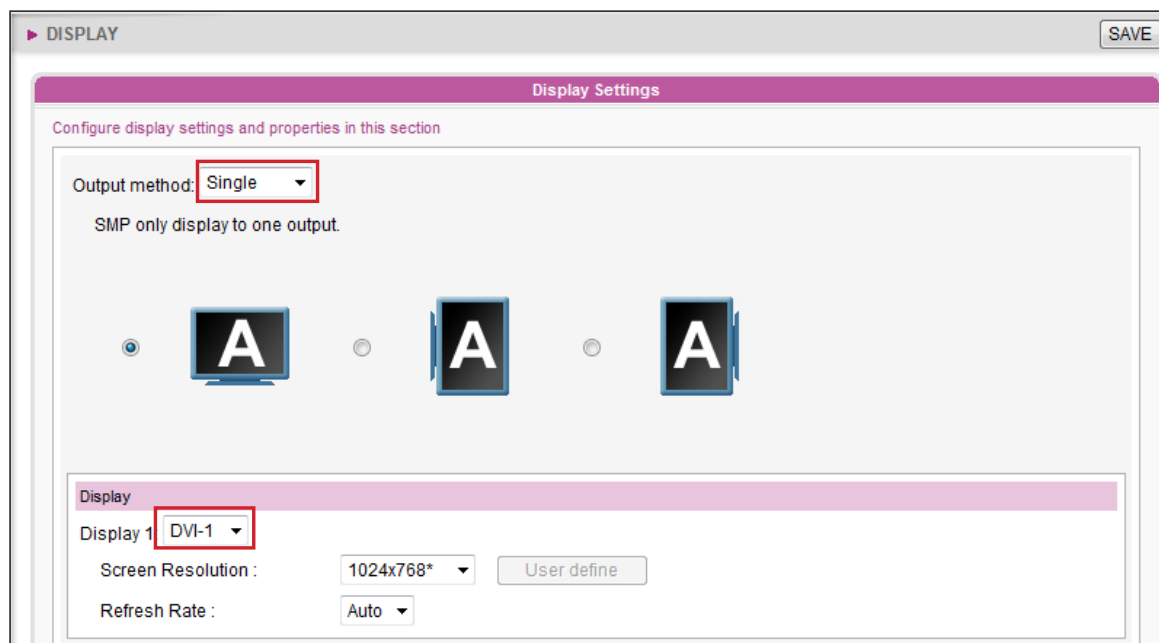 DISPLAY SAVE
Display Settings
Configure display settings and properties in this section
Output method: Single
SMP only display to one output.
A A A
Display
Display 1 DVI-1
Screen Resolution : 1024x768* User define
Refresh Rate : Auto